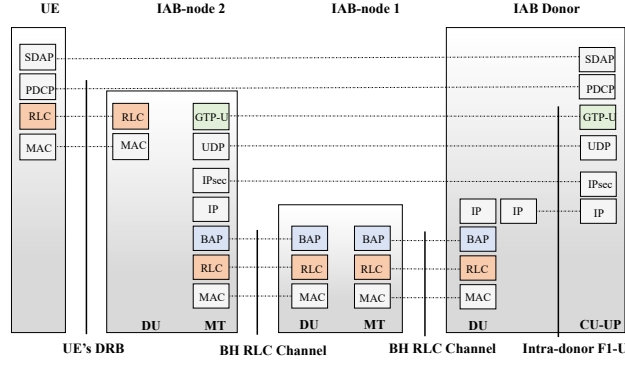 UE IAB-node 2 IAB-node 1 IAB Donor
SDAP SDAP
PDCP PDCP
RLC RLC GTP-U GTP-U
MAC MAC UDP UDP
IPsec IPsec
IP IP IP IP
BAP BAP BAP BAP
RLC RLC RLC RLC
MAC MAC MAC MAC
DU MT DU MT DU CU-UP
UE's DRB BH RLC Channel BH RLC Channel Intra-donor F1-U